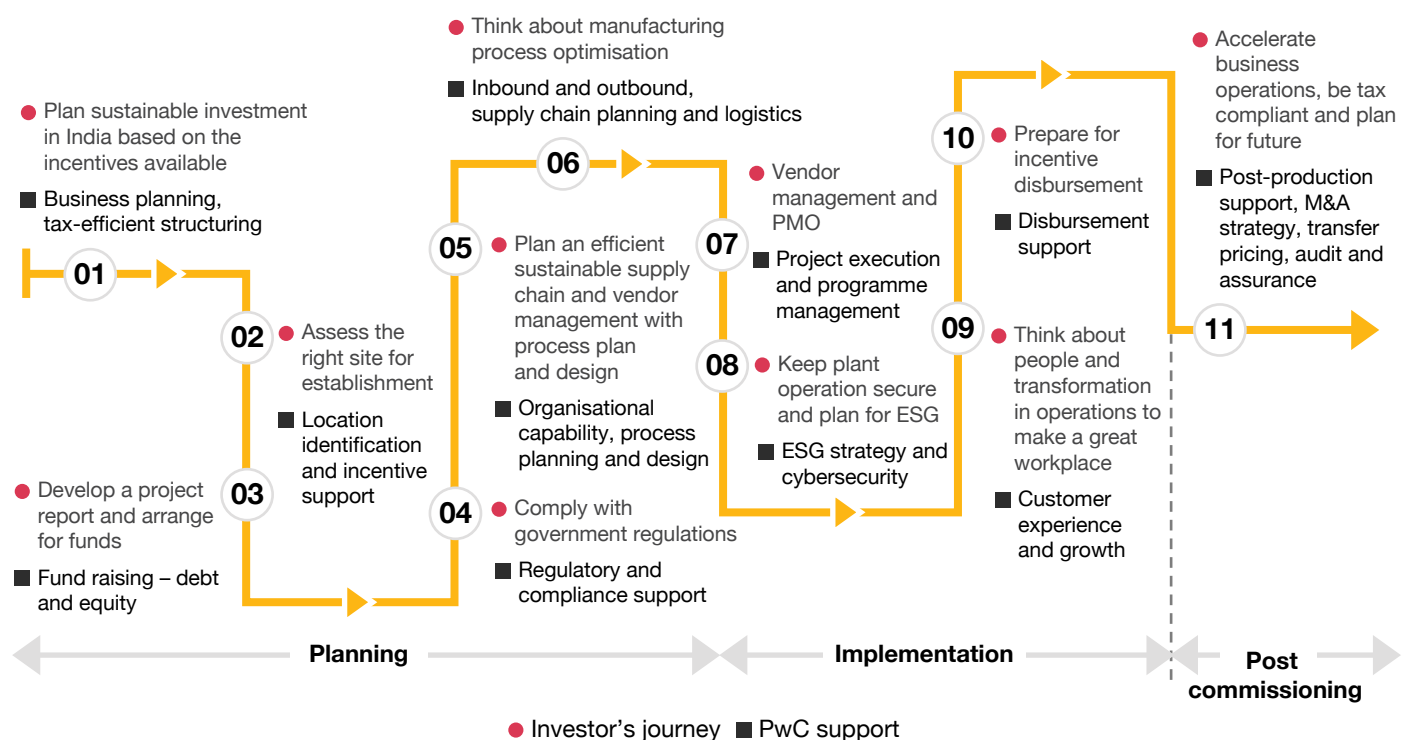 01
Plan sustainable investment
in India based on the
incentives available
Business planning,
tax-efficient structuring
02
Assess the
right site for
establishment
Location
identification
and incentive
support
03
Develop a project
report and arrange
for funds
Fund raising – debt
and equity
04
Comply with
government regulations
Regulatory and
compliance support
05
Plan an efficient
sustainable supply
chain and vendor
management with
process plan
and design
Organisational
capability, process
planning and design
06
Think about manufacturing
process optimisation
Inbound and outbound,
supply chain planning and logistics
07
Vendor
management and
PMO
Project execution
and programme
management
08
Keep plant
operation secure
and plan for ESG
ESG strategy and
cybersecurity
09
Think about
people and
transformation
in operations to
make a great
workplace
Customer
experience
and growth
10
Prepare for
incentive
disbursement
Disbursement
support
11
Accelerate
business
operations, be tax
compliant and plan
for future
Post-production
support, M&A
strategy, transfer
pricing, audit and
assurance
Planning
Implementation
Post
commissioning
Investor's journey
PwC support